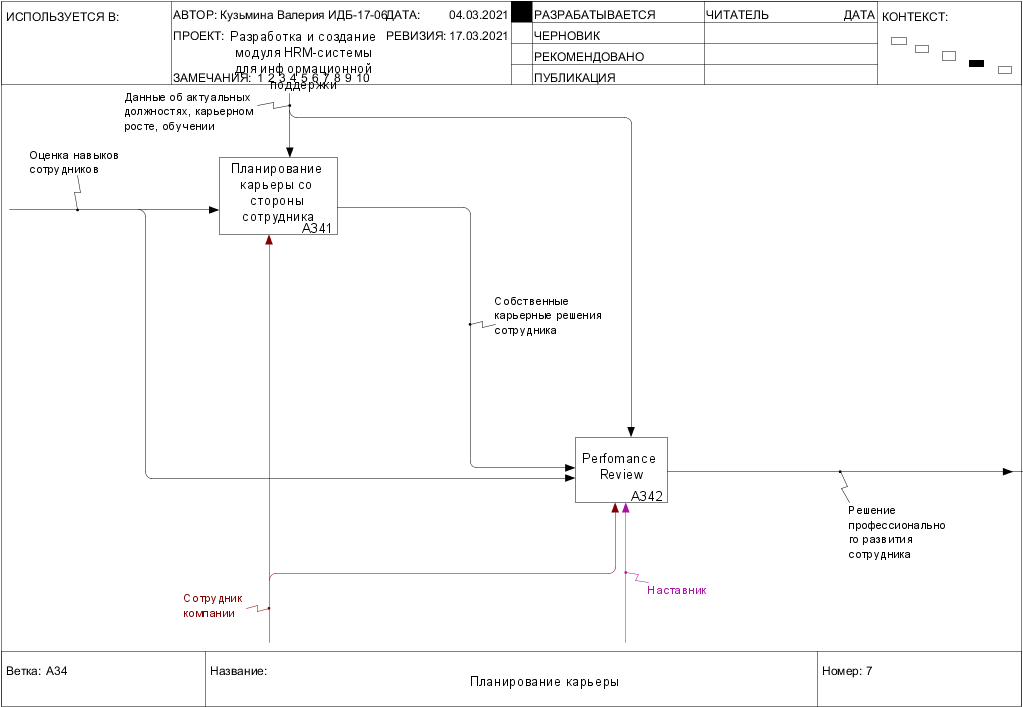 ИСПОЛЬЗУЕТСЯ В:
АВТОР: Кузьмина Валерия ИДБ-17-06
ДАТА: 04.03.2021
ПРОЕКТ: Разработка и создание
модуля HRM-системы
для информационной
поддержки
РЕВИЗИЯ: 17.03.2021
ЗАМЕЧАНИЯ: 1 2 3 4 5 6 7 8 9 10
РАЗРАБАТЫВАЕТСЯ
ЧЕРНОВИК
РЕКОМЕНДОВАНО
ПУБЛИКАЦИЯ
ЧИТАТЕЛЬ
ДАТА
КОНТЕКСТ:
Данные об актуальных
должностях, карьерном
росте, обучении
Оценка навыков
сотрудников
Планирование
карьеры со
стороны
сотрудника
A341
Собственные
карьерные решения
сотрудника
Perfomance
Review
A342
Решение
профессионально
го развития
сотрудника
Сотрудник
компании
Наставник
Ветка: A34
Название:
Планирование карьеры
Номер: 7